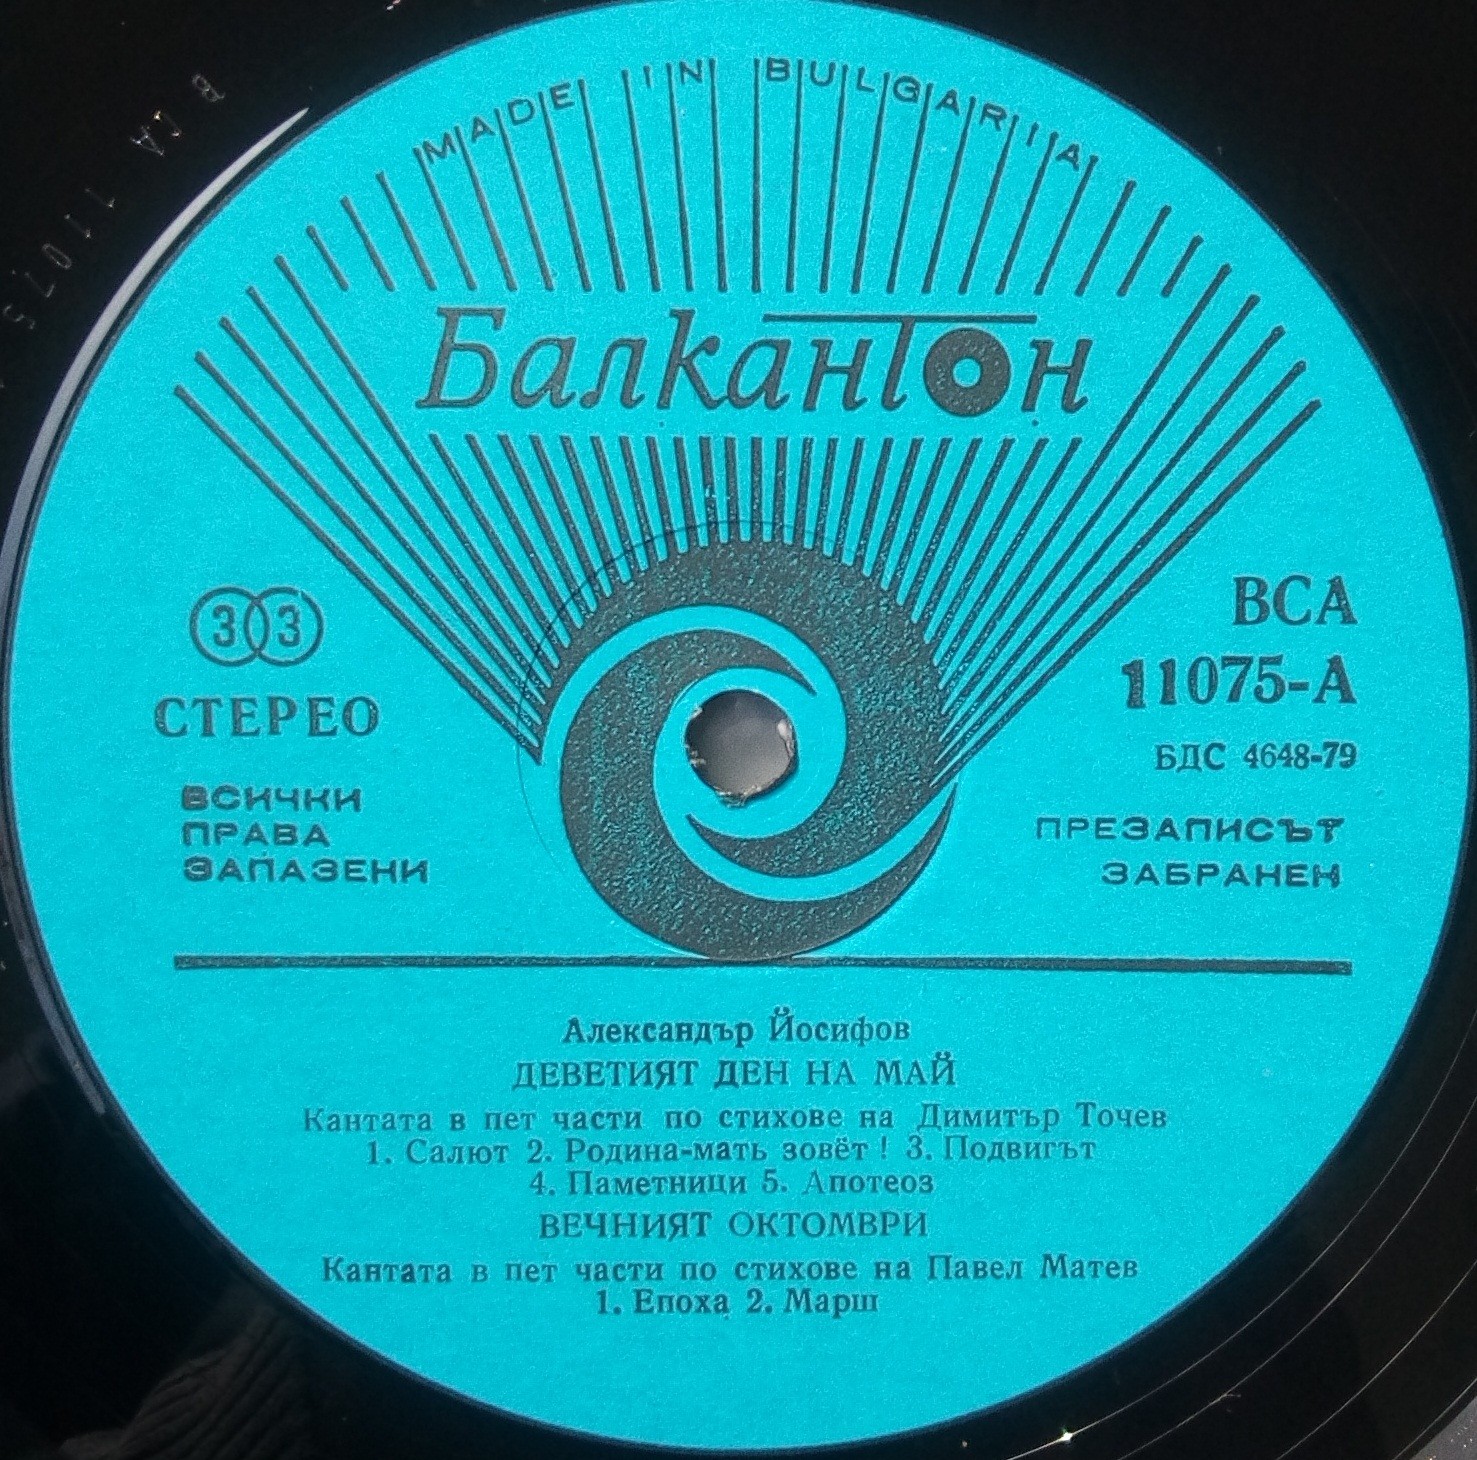 MADE IN BULGARIA
Балкантон
33
СТЕРЕО
ВСИЧКИ
ПРАВА
ЗАПАЗЕНИ
ВСА
11075-А
БДС 4648-79
ПРЕЗАПИСЪТ
ЗАБРАНЕН
Александър Йосифов
ДЕВЕТИЯТ ДЕН НА МАЙ
Кантата в пет части по стихове на Димитър Точев
1. Салют 2. Родина-мать зовёт ! 3. Подвигът
4. Паметници 5. Апотеоз
ВЕЧНИЯТ ОКТОМВРИ
Кантата в пет части по стихове на Павел Матев
1. Епоха 2. Марш